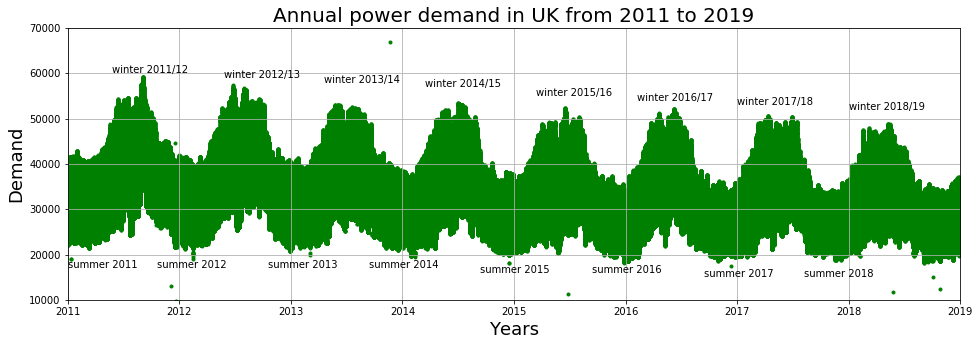 Annual power demand in UK from 2011 to 2019
70000
60000
50000
40000
30000
20000
10000
Demand
winter 2011/12
winter 2012/13
winter 2013/14
winter 2014/15
winter 2015/16
winter 2016/17
winter 2017/18
winter 2018/19
summer 2011
summer 2012
summer 2013
summer 2014
summer 2015
summer 2016
summer 2017
summer 2018
2011 2012 2013 2014 2015 2016 2017 2018 2019
Years